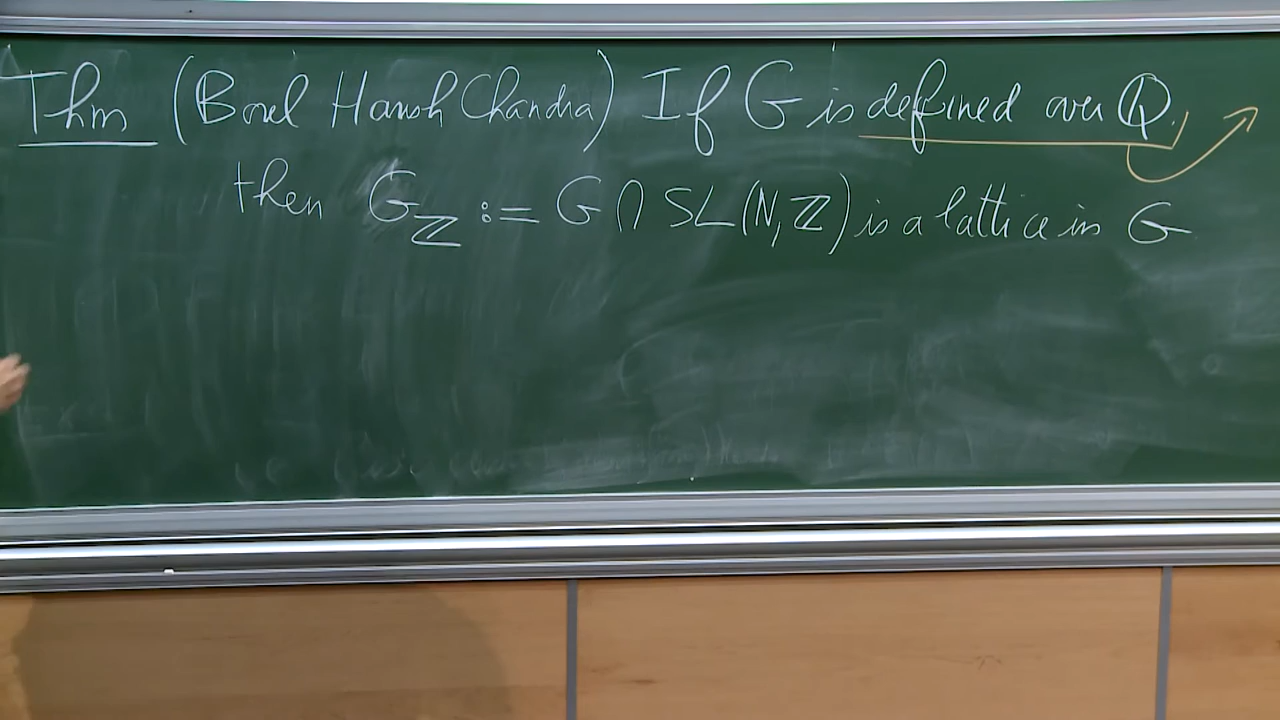 Thm (Borel Harish Chandra) If G is defined over ℚ.
then G_ℤ := G ∩ SL(N, ℤ) is a lattice in G